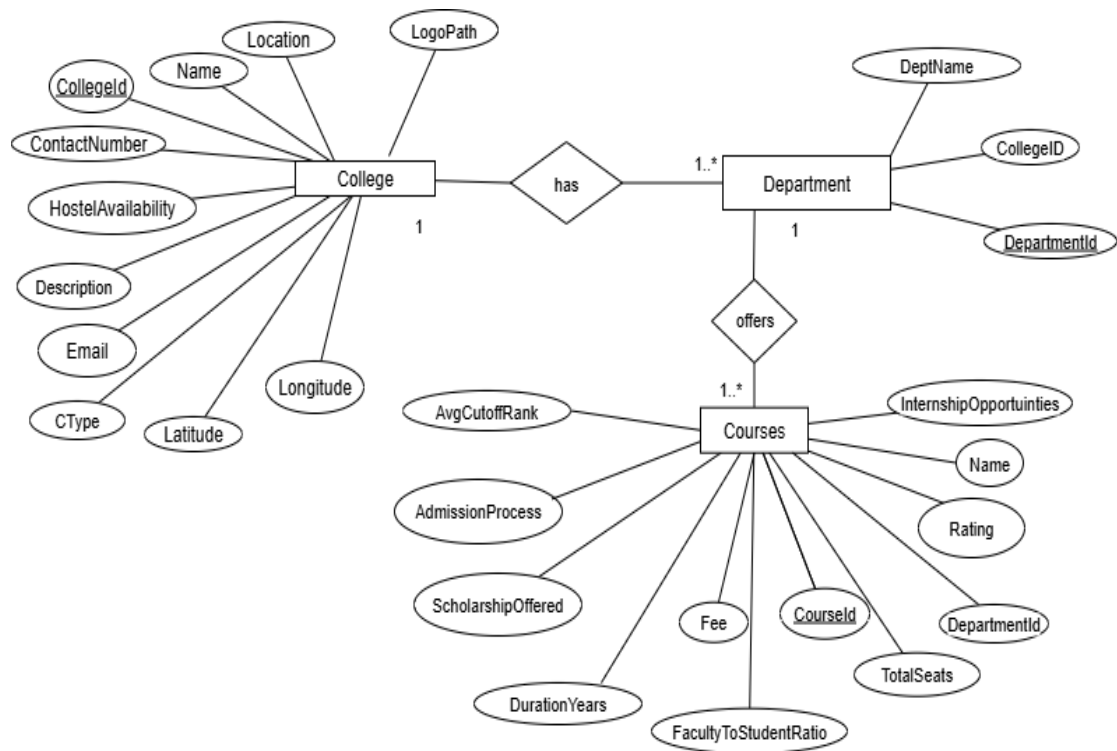 Location
LogoPath
Name
CollegeId
DeptName
ContactNumber
CollegeID
College
has
1..*
Department
HostelAvailability
1
1
DepartmentId
Description
offers
Email
Longitude
1..*
AvgCutoffRank
InternshipOpportuinties
CType
Latitude
Courses
Name
AdmissionProcess
Rating
ScholarshipOffered
Fee
CourseId
DepartmentId
TotalSeats
DurationYears
FacultyToStudentRatio